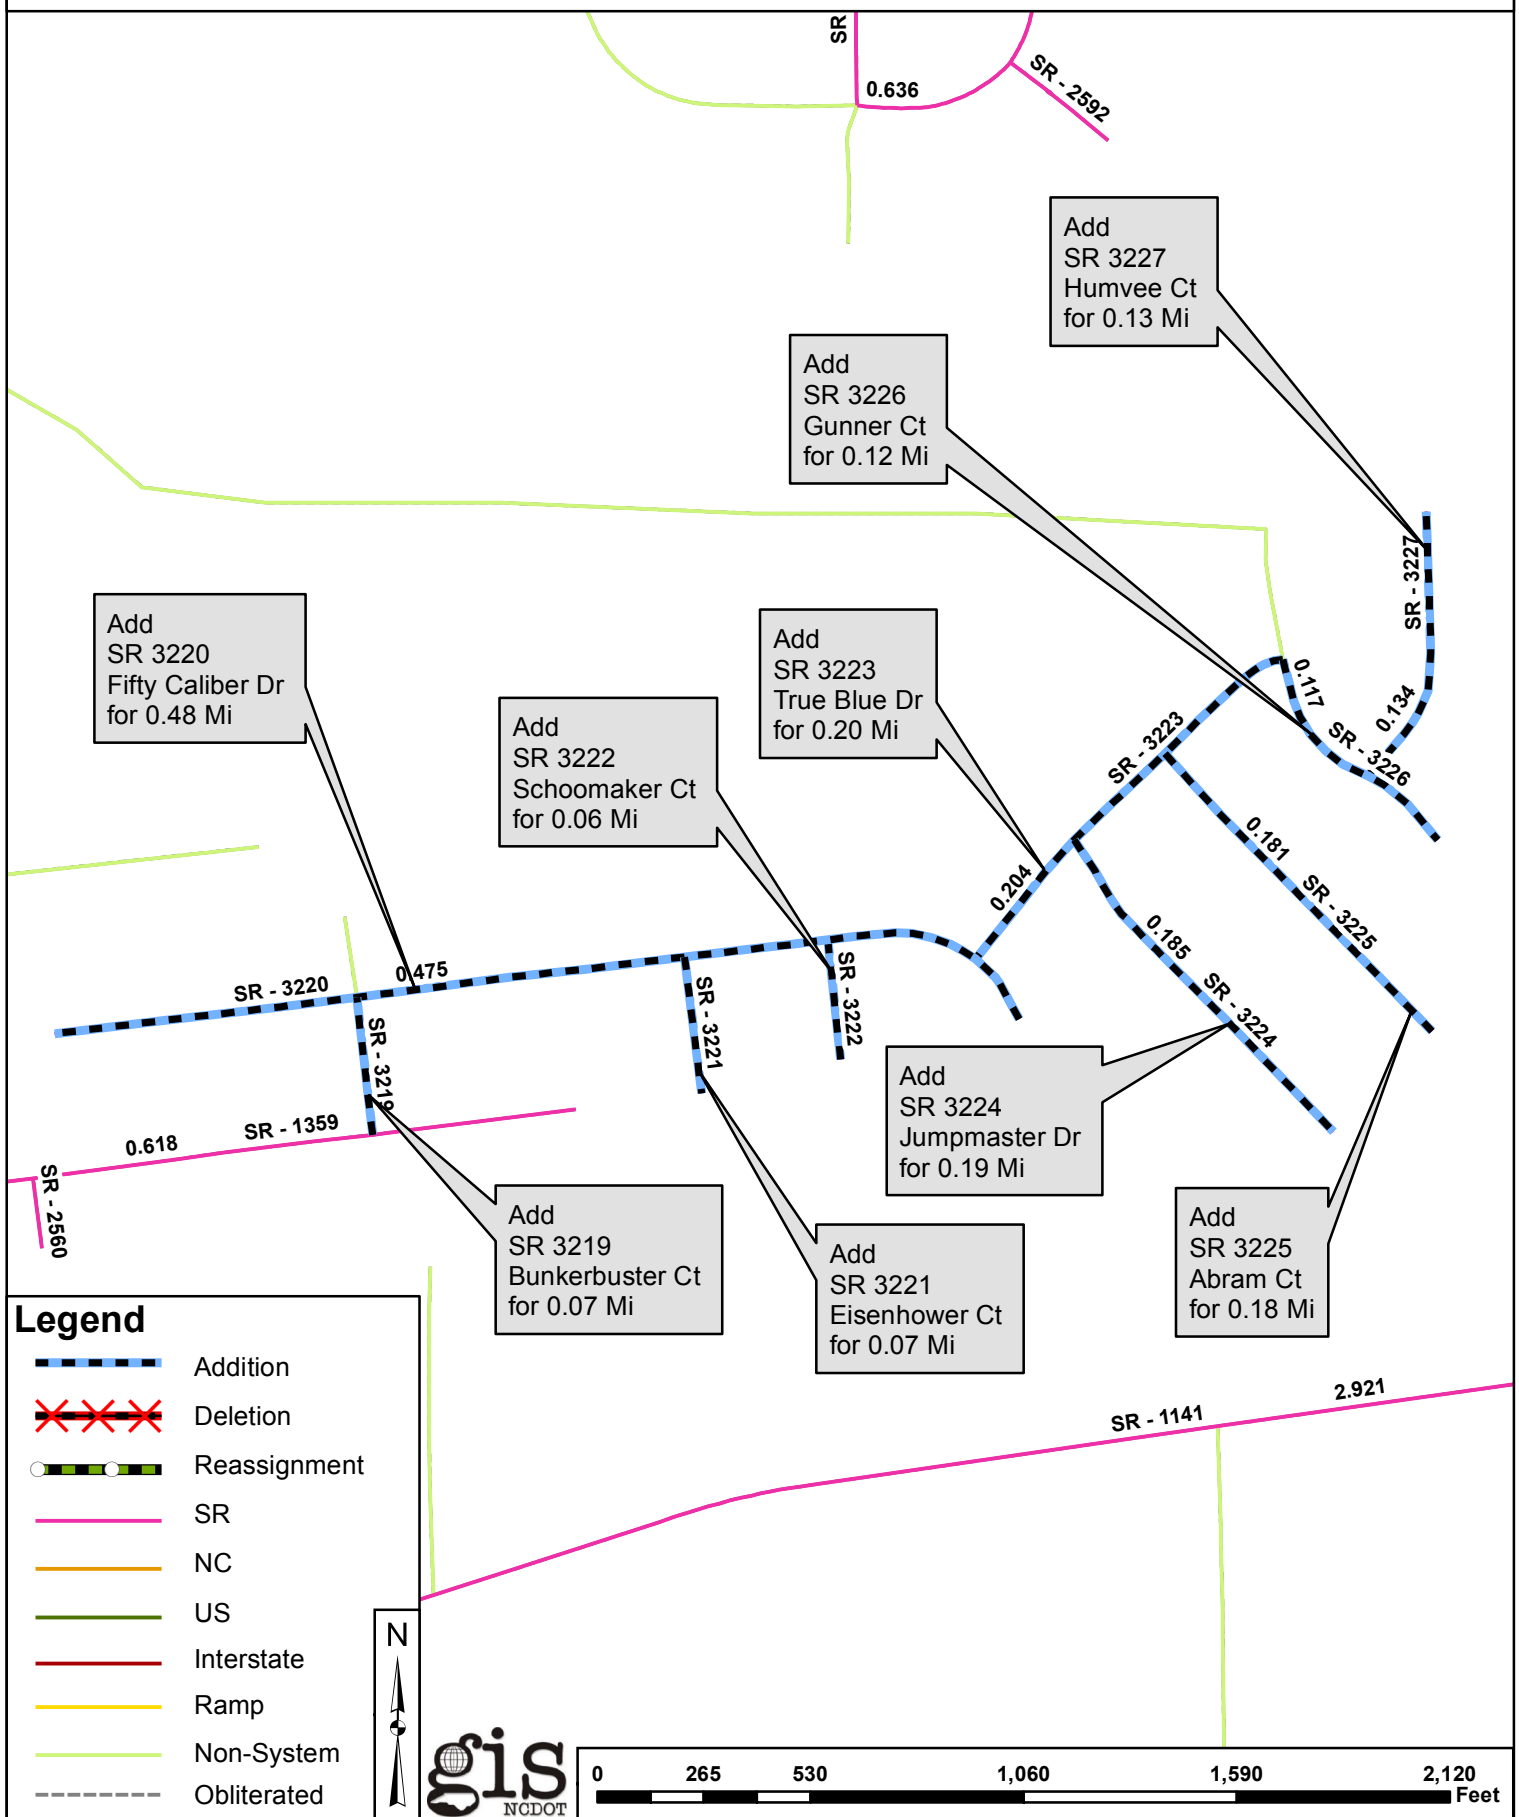 SR
0.636
SR - 2592
Add
SR 3227
Humvee Ct
for 0.13 Mi
Add
SR 3226
Gunner Ct
for 0.12 Mi
SR - 3227
Add
SR 3220
Fifty Caliber Dr
for 0.48 Mi
Add
SR 3223
True Blue Dr
for 0.20 Mi
0.117
0.134
SR - 3223
SR - 3226
Add
SR 3222
Schoomaker Ct
for 0.06 Mi
0.181
SR - 3225
0.204
0.185
SR - 3224
SR - 3220
0.475
SR - 3221
SR - 3222
SR - 3219
Add
SR 3224
Jumpmaster Dr
for 0.19 Mi
0.618
SR - 1359
SR - 2560
Add
SR 3219
Bunkerbuster Ct
for 0.07 Mi
Add
SR 3221
Eisenhower Ct
for 0.07 Mi
Add
SR 3225
Abram Ct
for 0.18 Mi
SR - 1141
2.921
Legend
Addition
Deletion
Reassignment
SR
NC
US
Interstate
Ramp
Non-System
Obliterated
N
gis
NCDOT
0 265 530 1,060 1,590 2,120
Feet